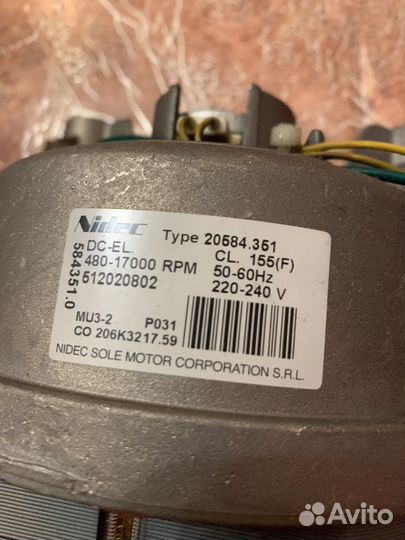 Nidec Type 20584.351
DC-EL. CL. 155(F)
480-17000 RPM 50-60Hz
512020802 220-240 V
584351.0
MU3-2 P031
CO 206K3217.59
NIDEC SOLE MOTOR CORPORATION S.R.L.
Avito